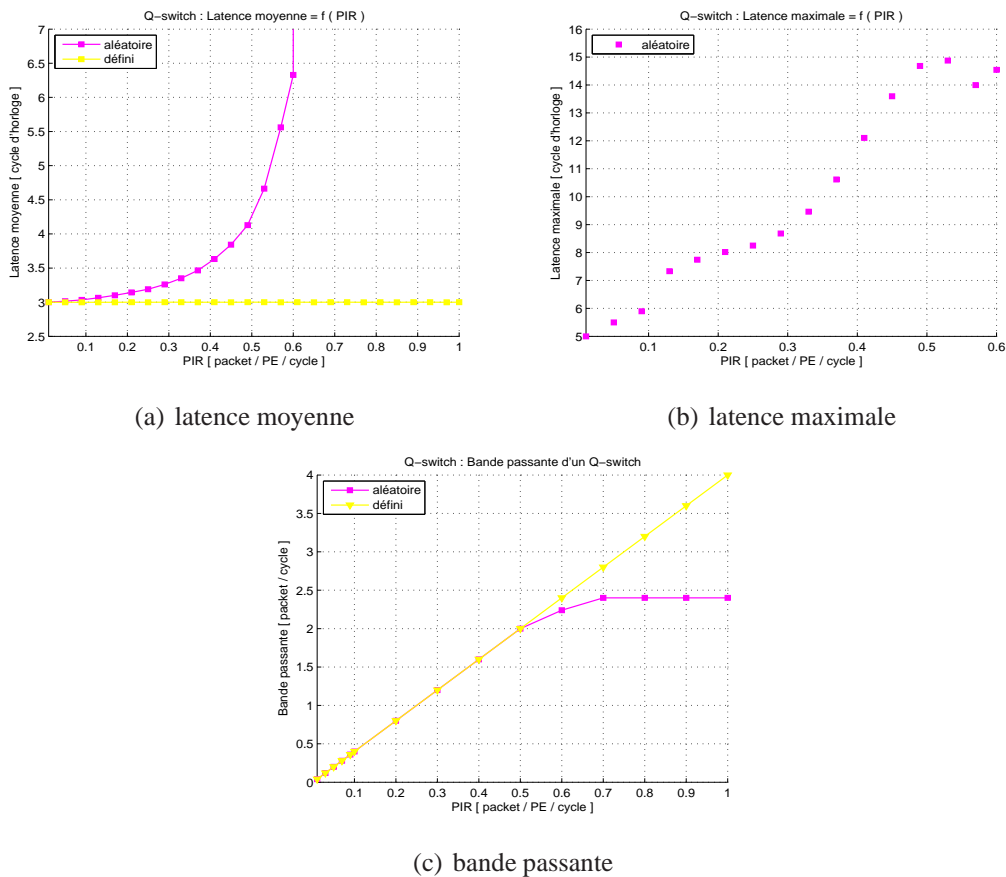 Q−switch : Latence moyenne = f ( PIR )
7
6.5
6
5.5
5
4.5
4
3.5
3
2.5
Latence moyenne [ cycle d'horloge ]
aléatoire
défini
0.1 0.2 0.3 0.4 0.5 0.6 0.7 0.8 0.9 1
PIR [ packet / PE / cycle ]
(a) latence moyenne
Q−switch : Latence maximale = f ( PIR )
16
15
14
13
12
11
10
9
8
7
6
5
Latence maximale [ cycle d'horloge ]
aléatoire
0.1 0.2 0.3 0.4 0.5 0.6
PIR [ packet / PE / cycle ]
(b) latence maximale
Q−switch : Bande passante d'un Q−switch
4
3.5
3
2.5
2
1.5
1
0.5
0
Bande passante [ packet / cycle ]
aléatoire
défini
0.1 0.2 0.3 0.4 0.5 0.6 0.7 0.8 0.9 1
PIR [ packet / PE / cycle ]
(c) bande passante